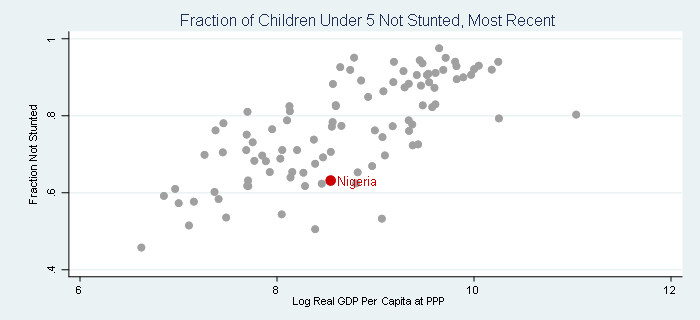 Fraction of Children Under 5 Not Stunted, Most Recent
1
.8
.6
.4
Fraction Not Stunted
Nigeria
6
8
10
12
Log Real GDP Per Capita at PPP